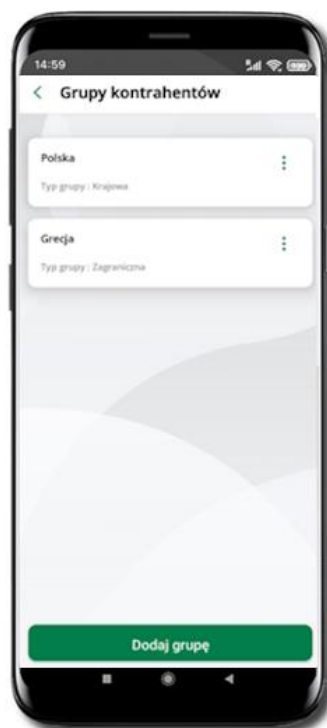 14:59
Grupy kontrahentów
Polska
Typ grupy : Krajowa
Grecja
Typ grupy : Zagraniczna
Dodaj grupę